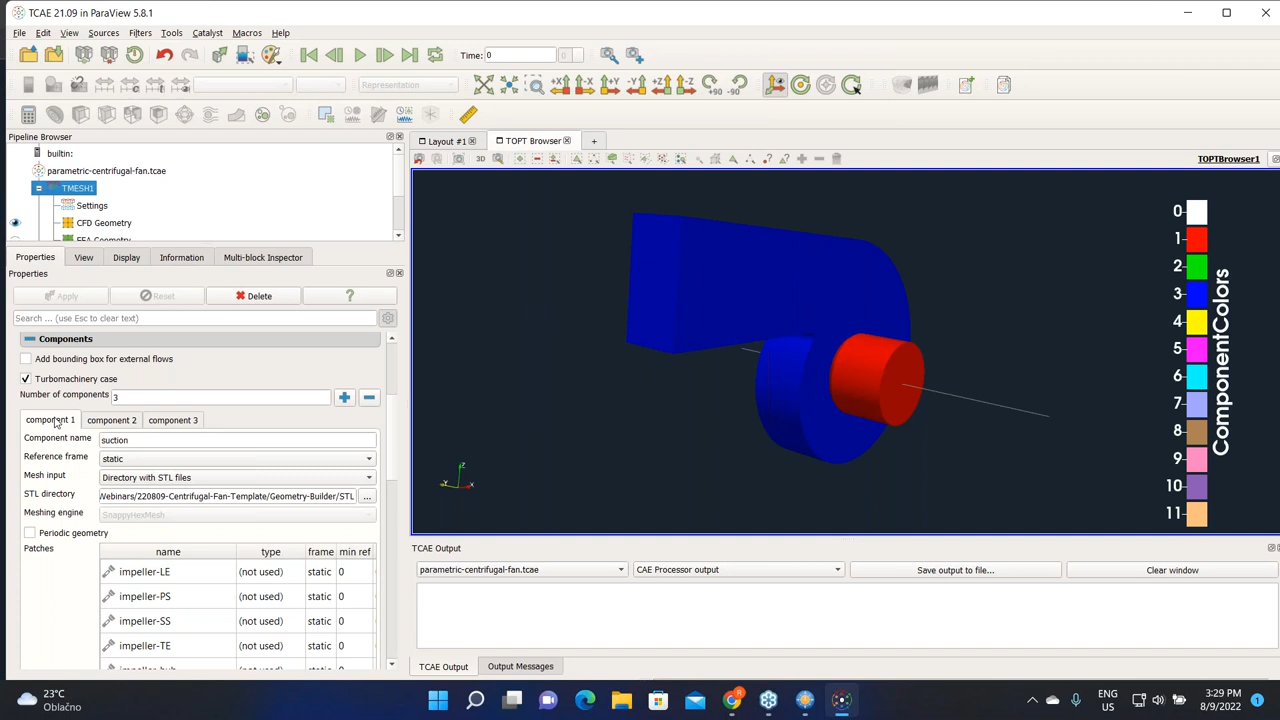 TCAE 21.09 in ParaView 5.8.1
File Edit View Sources Filters Tools Catalyst Macros Help
Time: 0 0
Representation
+X -X +Y -Y +Z -Z +90 -90
Pipeline Browser
builtin:
parametric-centrifugal-fan.tcae
TMESH1
Settings
CFD Geometry
Layout #1 TOPT Browser +
3D
TOPTBrowser1
Properties View Display Information Multi-block Inspector
Properties
Apply Reset Delete ?
Search ... (use Esc to clear text)
Components
Add bounding box for external flows
Turbomachinery case
Number of components 3
component 1 component 2 component 3
Component name suction
Reference frame static
Mesh input Directory with STL files
STL directory Webinars/220809-Centrifugal-Fan-Template/Geometry-Builder/STL ...
Meshing engine SnappyHexMesh
Periodic geometry
Patches name type frame min ref
impeller-LE (not used) static 0
impeller-PS (not used) static 0
impeller-SS (not used) static 0
impeller-TE (not used) static 0
0
1
2
3
4
5
6
7
8
9
10
11
ComponentColors
Z
Y X
TCAE Output
parametric-centrifugal-fan.tcae CAE Processor output Save output to file... Clear window
TCAE Output Output Messages
23°C
Oblačno
ENG
US
3:29 PM
8/9/2022
1